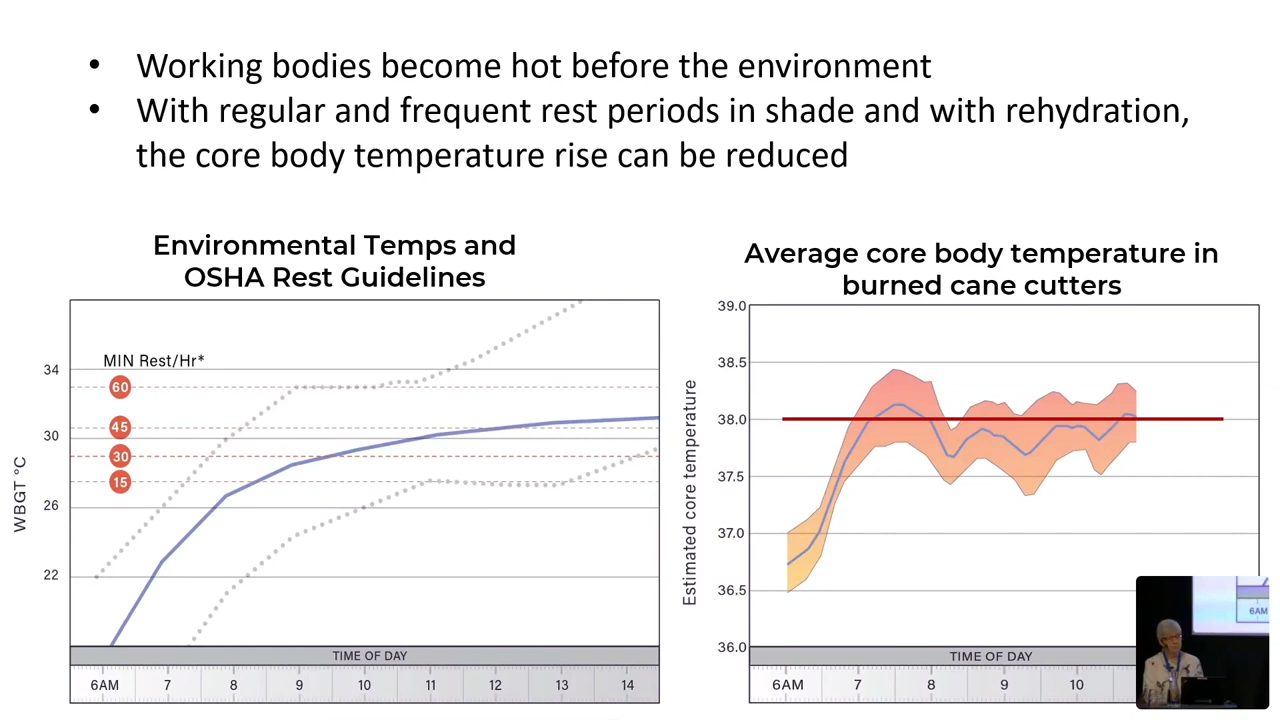 • Working bodies become hot before the environment
• With regular and frequent rest periods in shade and with rehydration,
the core body temperature rise can be reduced
Environmental Temps and
OSHA Rest Guidelines
MIN Rest/Hr*
60
45
30
15
34
30
26
22
WBGT °C
TIME OF DAY
6AM 7 8 9 10 11 12 13 14
Average core body temperature in
burned cane cutters
39.0
38.5
38.0
37.5
37.0
36.5
36.0
Estimated core temperature
TIME OF DAY
6AM 7 8 9 10
6AM